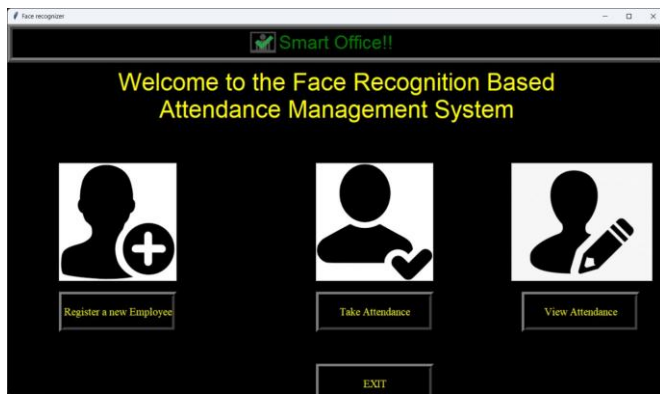 Face recognizer
Smart Office!!
Welcome to the Face Recognition Based
Attendance Management System
Register a new Employee
Take Attendance
View Attendance
EXIT